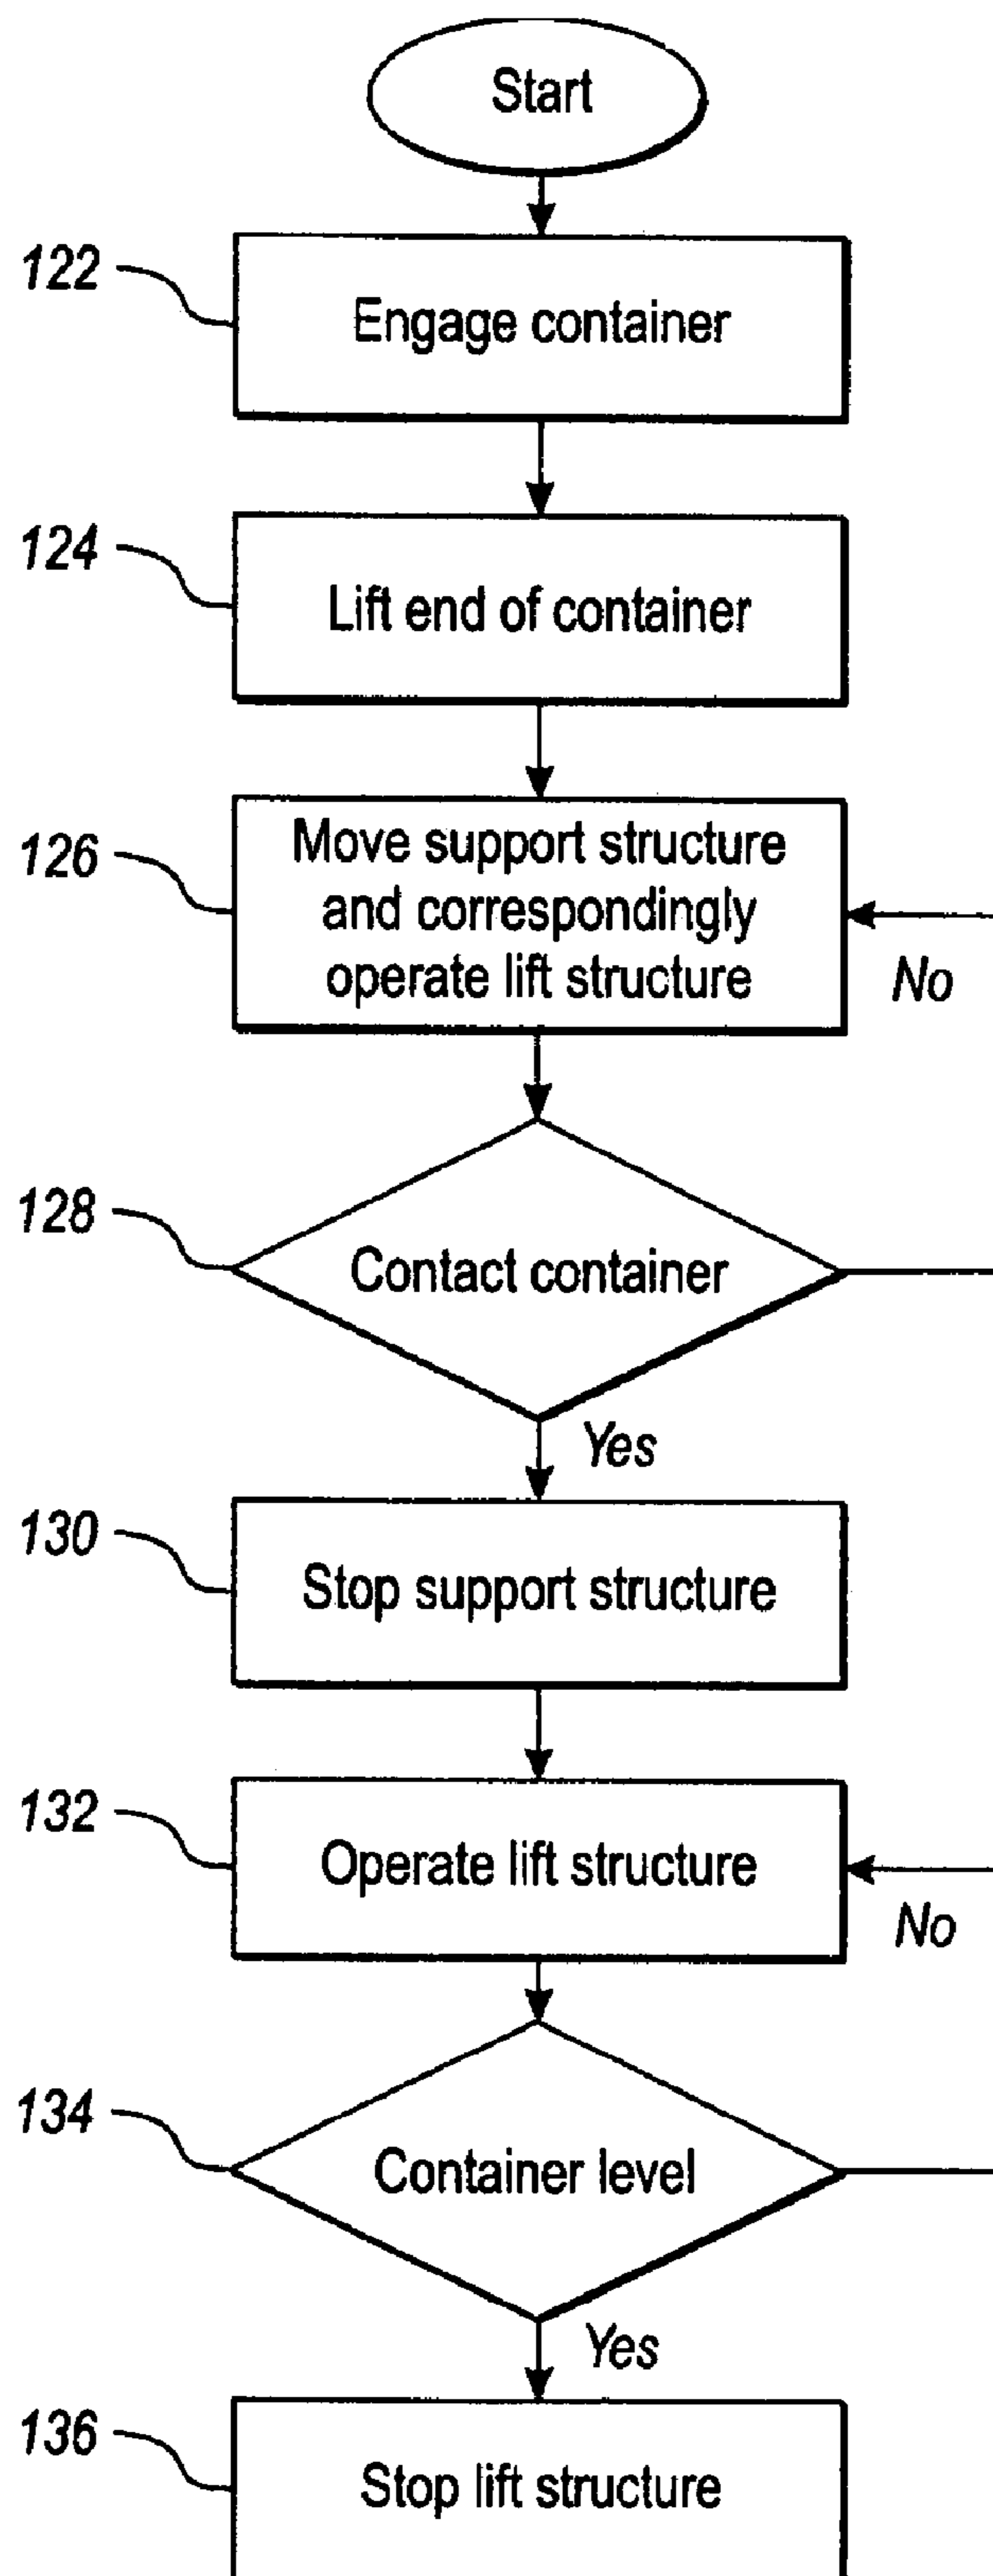 Start
122
Engage container
124
Lift end of container
126
Move support structure
and correspondingly
operate lift structure
No
128
Contact container
Yes
130
Stop support structure
132
Operate lift structure
No
134
Container level
Yes
136
Stop lift structure